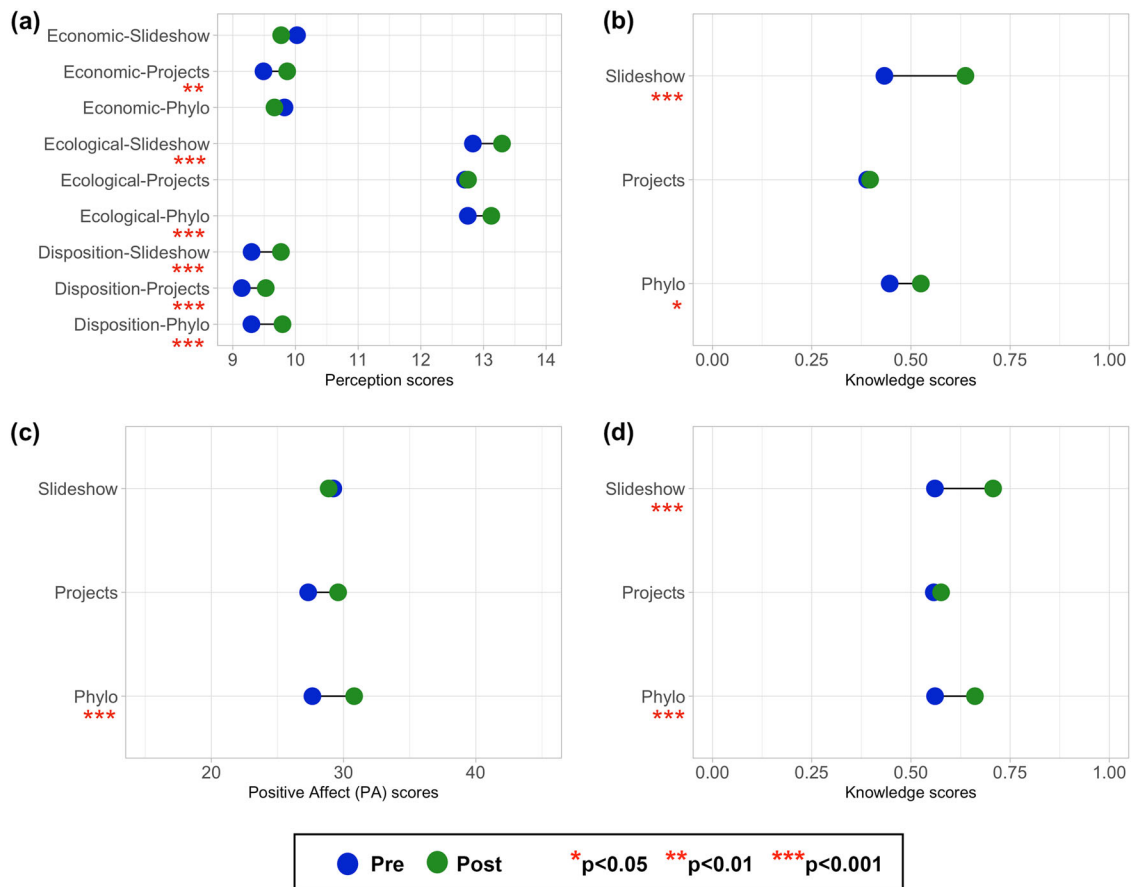 (a)
Economic-Slideshow
Economic-Projects
**
Economic-Phylo
Ecological-Slideshow
***
Ecological-Projects
Ecological-Phylo
***
Disposition-Slideshow
***
Disposition-Projects
***
Disposition-Phylo
***
9 10 11 12 13 14
Perception scores
(b)
Slideshow
***
Projects
Phylo
*
0.00 0.25 0.50 0.75 1.00
Knowledge scores
(c)
Slideshow
Projects
Phylo
***
20 30 40
Positive Affect (PA) scores
(d)
Slideshow
***
Projects
Phylo
***
0.00 0.25 0.50 0.75 1.00
Knowledge scores
Pre Post *p<0.05 **p<0.01 ***p<0.001